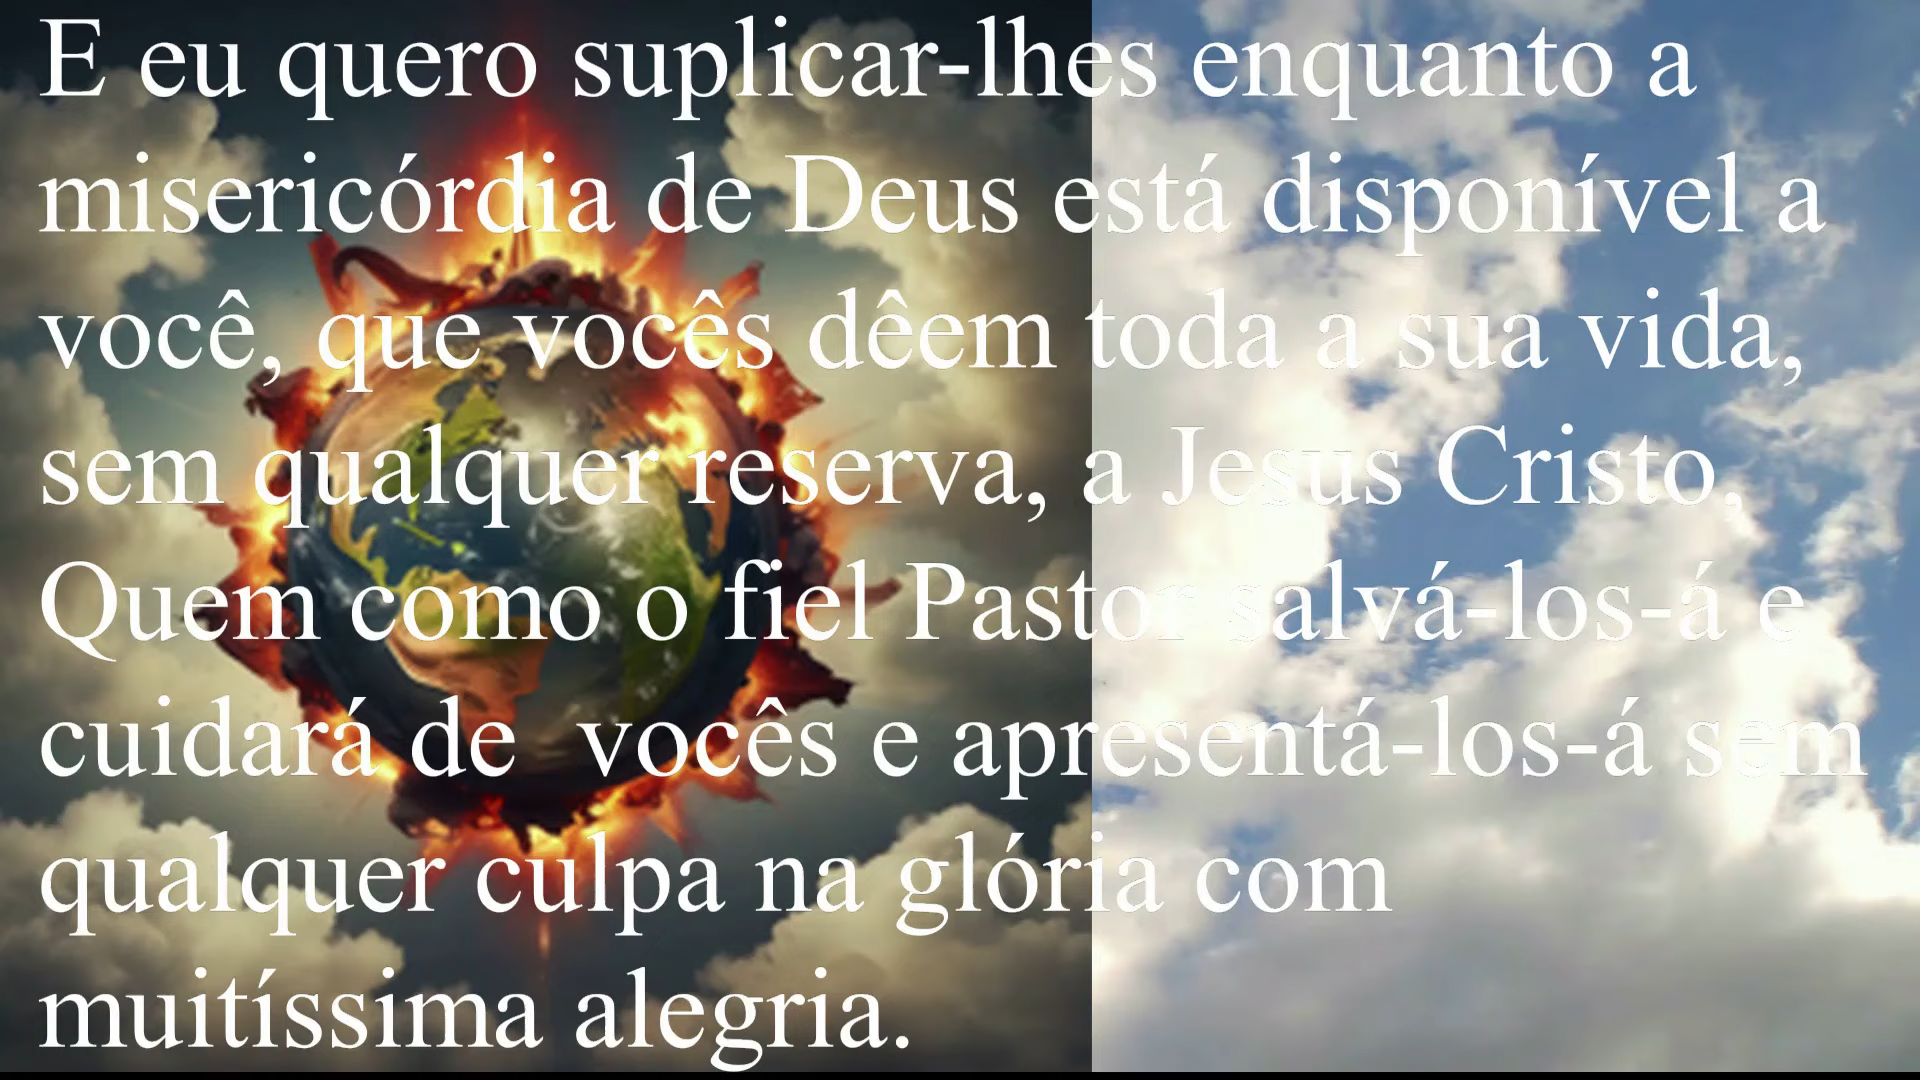 E eu quero suplicar-lhes enquanto a
misericórdia de Deus está disponível a
você, que vocês dêem toda a sua vida,
sem qualquer reserva, a Jesus Cristo,
Quem como o fiel Pastor salvá-los-á e
cuidará de  vocês e apresentá-los-á sem
qualquer culpa na glória com
muitíssima alegria.